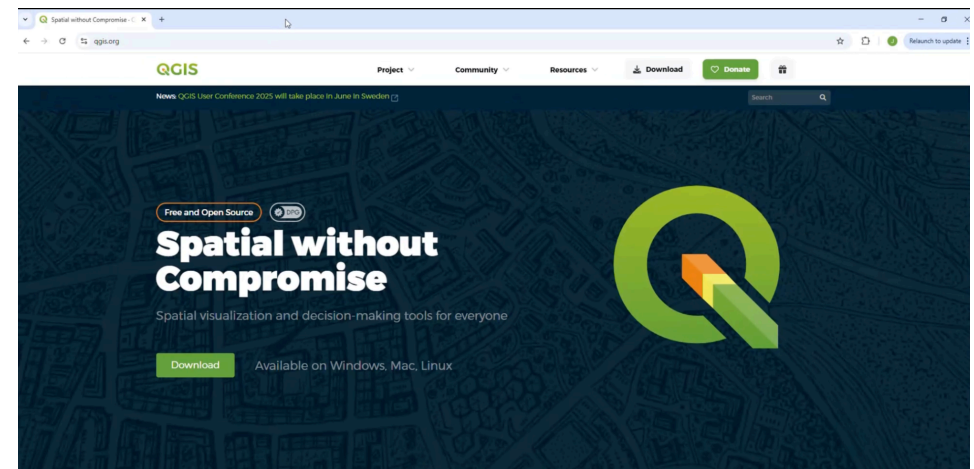 Spatial without Compromise · Q
qgis.org
Relaunch to update
QGIS
Project
Community
Resources
Download
Donate
News: QGIS User Conference 2025 will take place in June in Sweden
Search
Free and Open Source
DPG
Spatial without
Compromise
Spatial visualization and decision-making tools for everyone
Download
Available on Windows, Mac, Linux